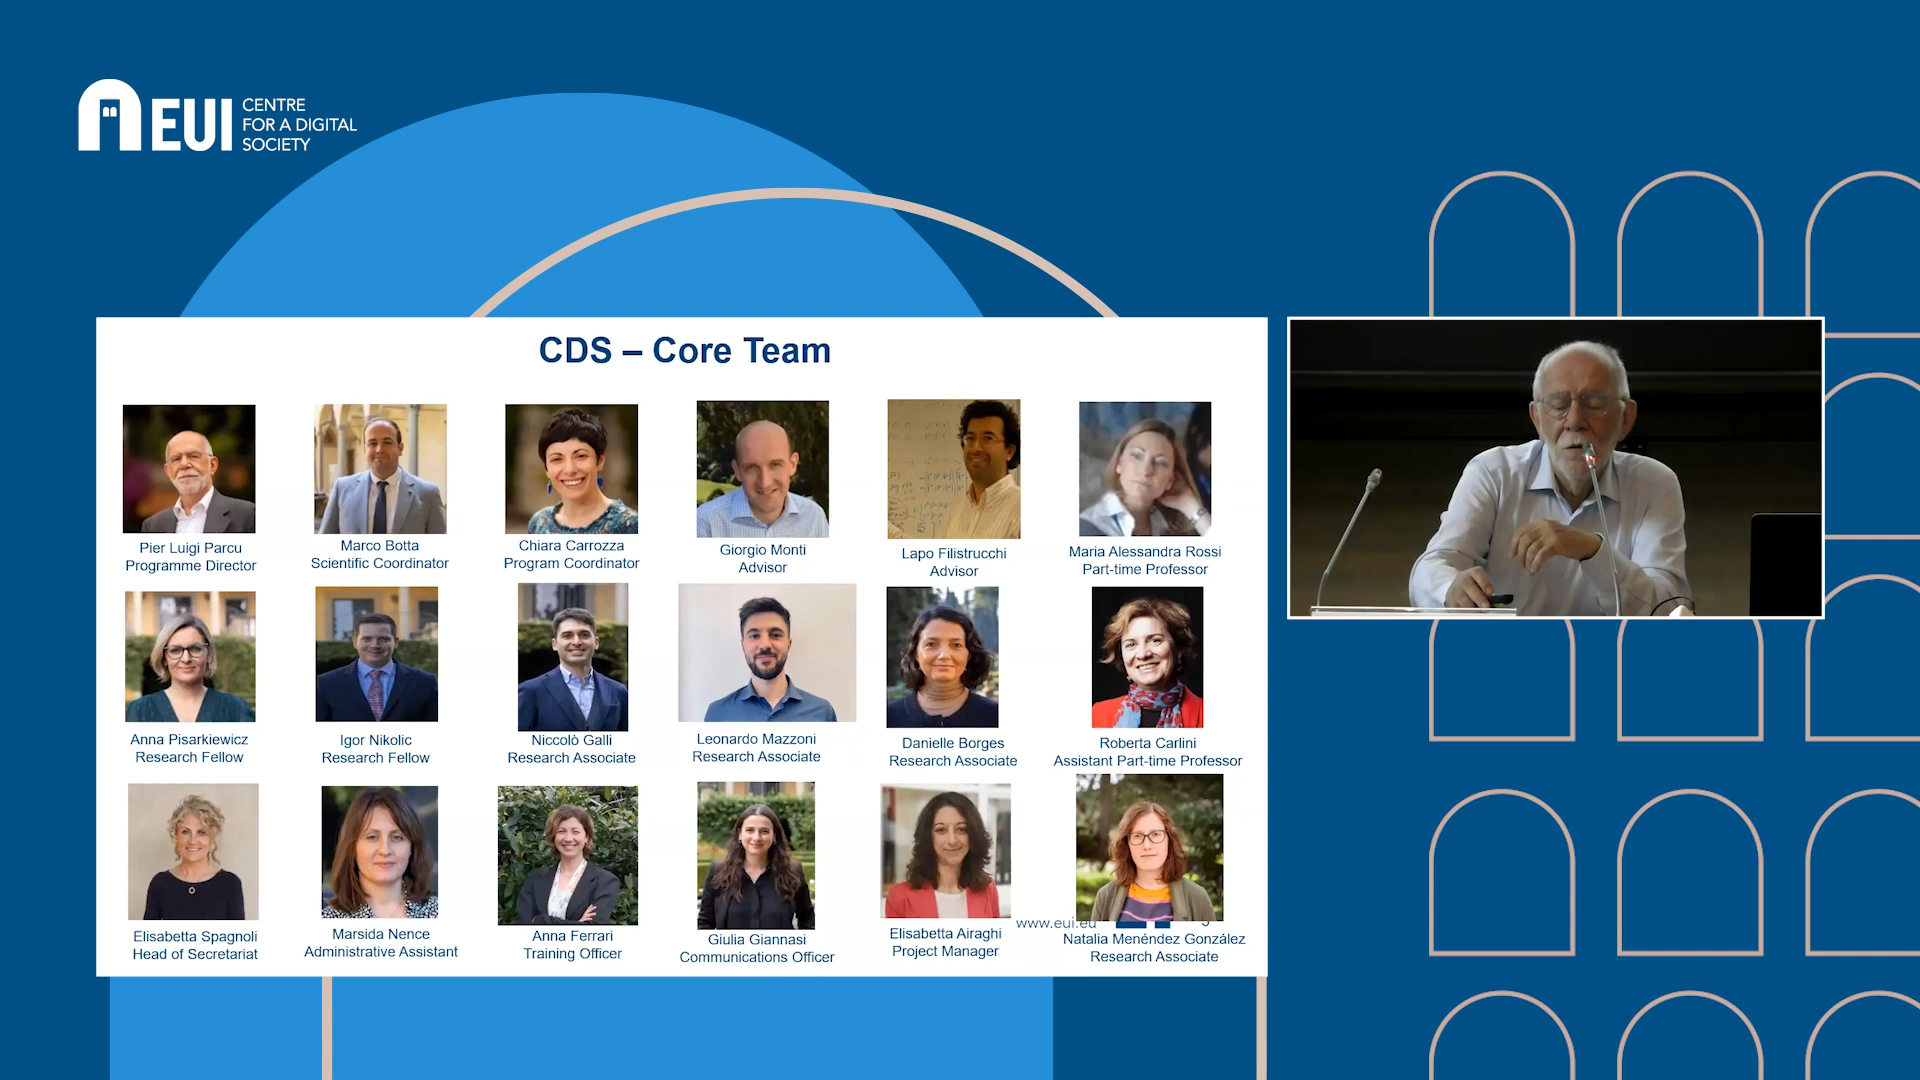 EUI
CENTRE
FOR A DIGITAL
SOCIETY
CDS – Core Team
Pier Luigi Parcu
Programme Director
Marco Botta
Scientific Coordinator
Chiara Carrozza
Program Coordinator
Giorgio Monti
Advisor
Lapo Filistrucchi
Advisor
Maria Alessandra Rossi
Part-time Professor
Anna Pisarkiewicz
Research Fellow
Igor Nikolic
Research Fellow
Niccolò Galli
Research Associate
Leonardo Mazzoni
Research Associate
Danielle Borges
Research Associate
Roberta Carlini
Assistant Part-time Professor
Elisabetta Spagnoli
Head of Secretariat
Marsida Nence
Administrative Assistant
Anna Ferrari
Training Officer
Giulia Giannasi
Communications Officer
Elisabetta Airaghi
Project Manager
www.eui.eu
Natalia Menéndez González
Research Associate